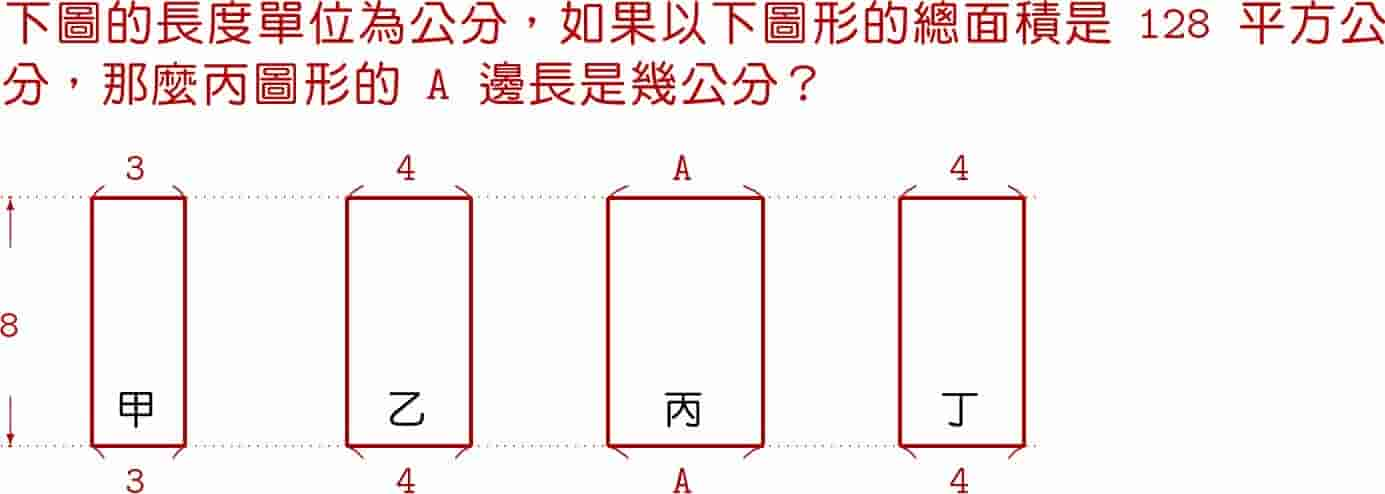 下圖的長度單位為公分，如果以下圖形的總面積是 128 平方公
分，那麼丙圖形的 A 邊長是幾公分？
3 4 A 4
8
甲 乙 丙 丁
3 4 A 4